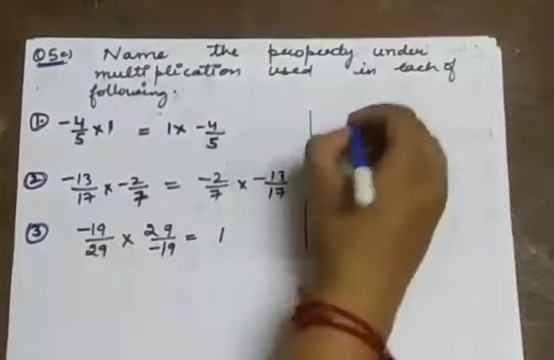 Q5=) Name the property under
multiplication used in each of
following.
① -4/5 × 1 = 1 × -4/5
② -13/17 × -2/7 = -2/7 × -13/17
③ -19/29 × 29/-19 = 1